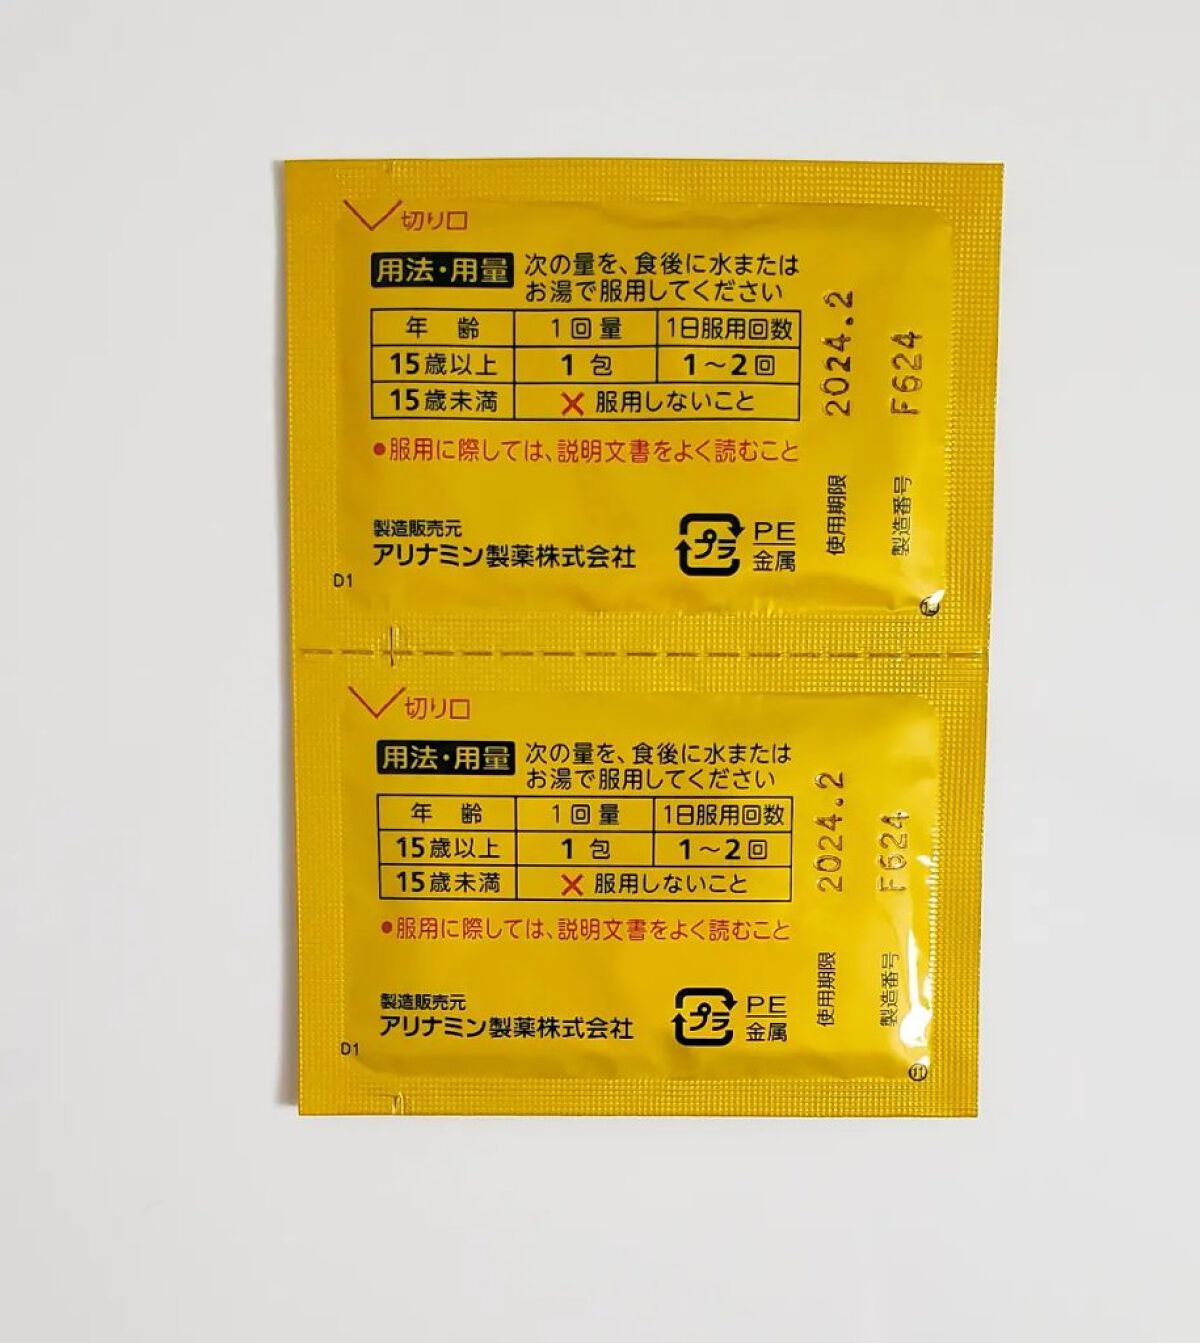 切り口
用法・用量 次の量を、食後に水または
お湯で服用してください
年 齢 1回量 1日服用回数
15歳以上 1包 1～2回
15歳未満 × 服用しないこと
●服用に際しては、説明文書をよく読むこと
製造販売元
アリナミン製薬株式会社
プラ
PE
金属
D1
使用期限 2024.2
製造番号 F624
切り口
用法・用量 次の量を、食後に水または
お湯で服用してください
年 齢 1回量 1日服用回数
15歳以上 1包 1～2回
15歳未満 × 服用しないこと
●服用に際しては、説明文書をよく読むこと
製造販売元
アリナミン製薬株式会社
プラ
PE
金属
D1
使用期限 2024.2
製造番号 F624
⑪